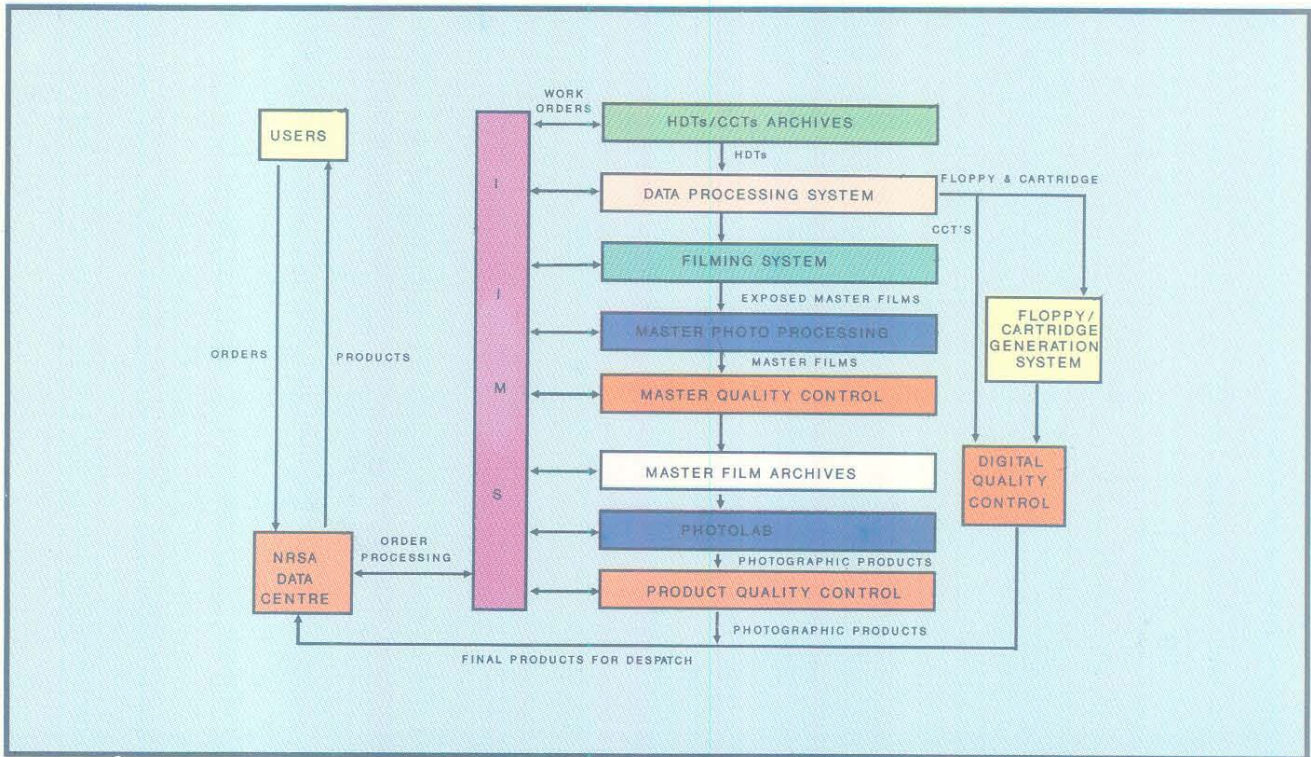 WORK
ORDERS
HDTs/CCTs ARCHIVES
USERS
HDTs
FLOPPY & CARTRIDGE
DATA PROCESSING SYSTEM
CCT'S
FILMING SYSTEM
EXPOSED MASTER FILMS
MASTER PHOTO PROCESSING
FLOPPY/
CARTRIDGE
GENERATION
SYSTEM
ORDERS
PRODUCTS
MASTER FILMS
MASTER QUALITY CONTROL
MASTER FILM ARCHIVES
DIGITAL
QUALITY
CONTROL
I
I
M
S
PHOTOLAB
ORDER
PROCESSING
NRSA
DATA
CENTRE
PHOTOGRAPHIC PRODUCTS
PRODUCT QUALITY CONTROL
PHOTOGRAPHIC PRODUCTS
FINAL PRODUCTS FOR DESPATCH